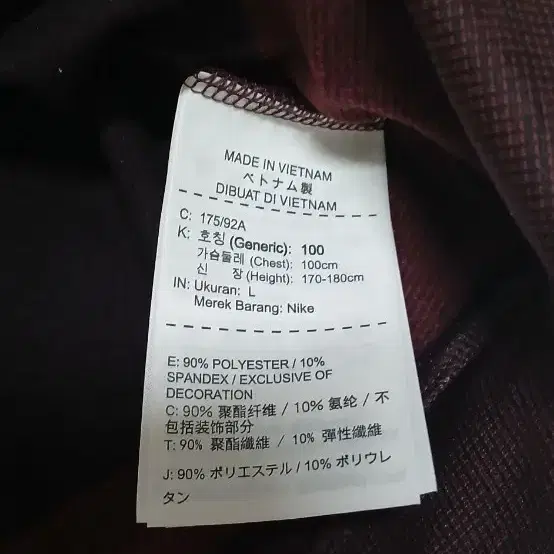 MADE IN VIETNAM
ベトナム製
DIBUAT DI VIETNAM
C: 175/92A
K: 호칭 (Generic): 100
가슴둘레 (Chest): 100cm
신 장 (Height): 170-180cm
IN: Ukuran: L
Merek Barang: Nike
E: 90% POLYESTER / 10%
SPANDEX / EXCLUSIVE OF
DECORATION
C: 90% 聚酯纤维 / 10% 氨纶 / 不
包括装饰部分
T: 90% 聚酯纖維 / 10% 彈性纖維
J: 90% ポリエステル / 10% ポリウレ
タン